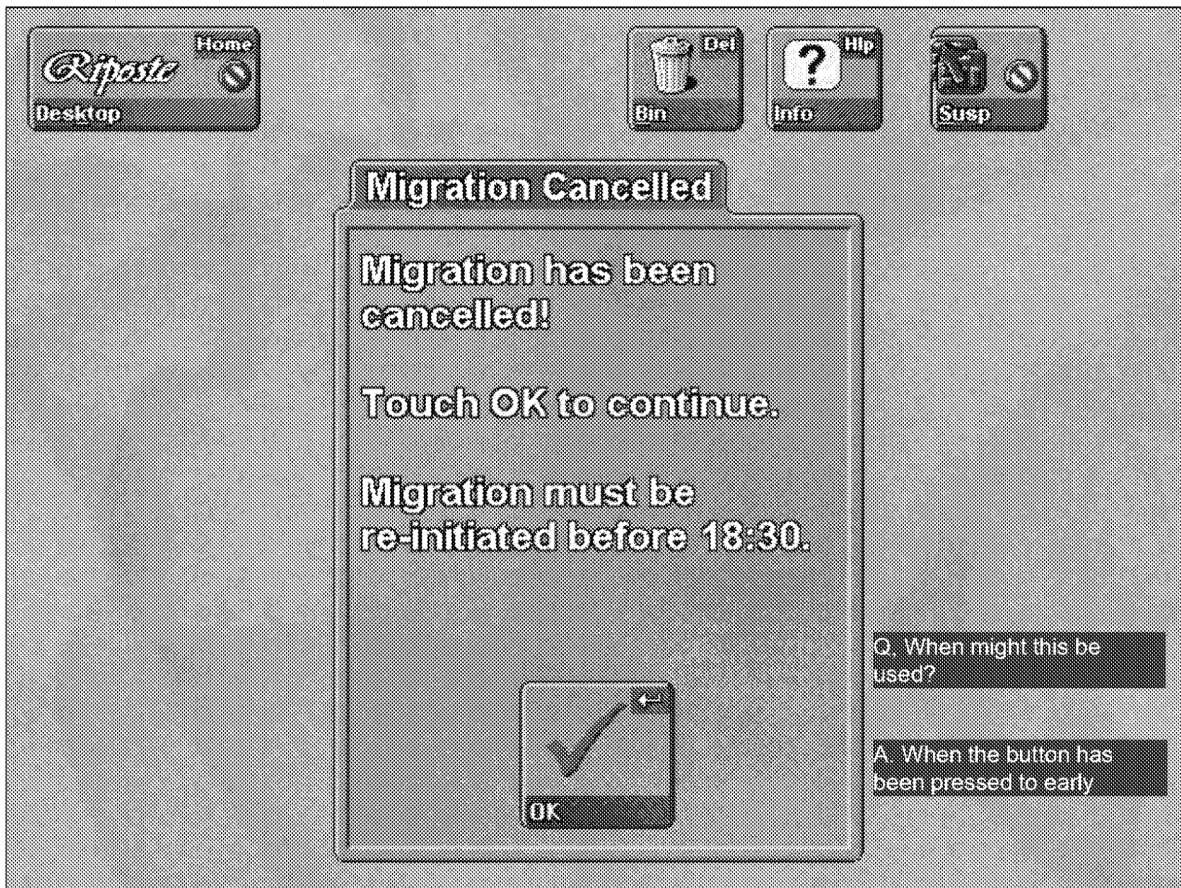 Home
Riposte
Desktop
Del
Bin
?
Hlp
Info
Susp
Migration Cancelled
Migration has been
cancelled!
Touch OK to continue.
Migration must be
re-initiated before 18:30.
OK
Q, When might this be
used?
A. When the button has
been pressed to early